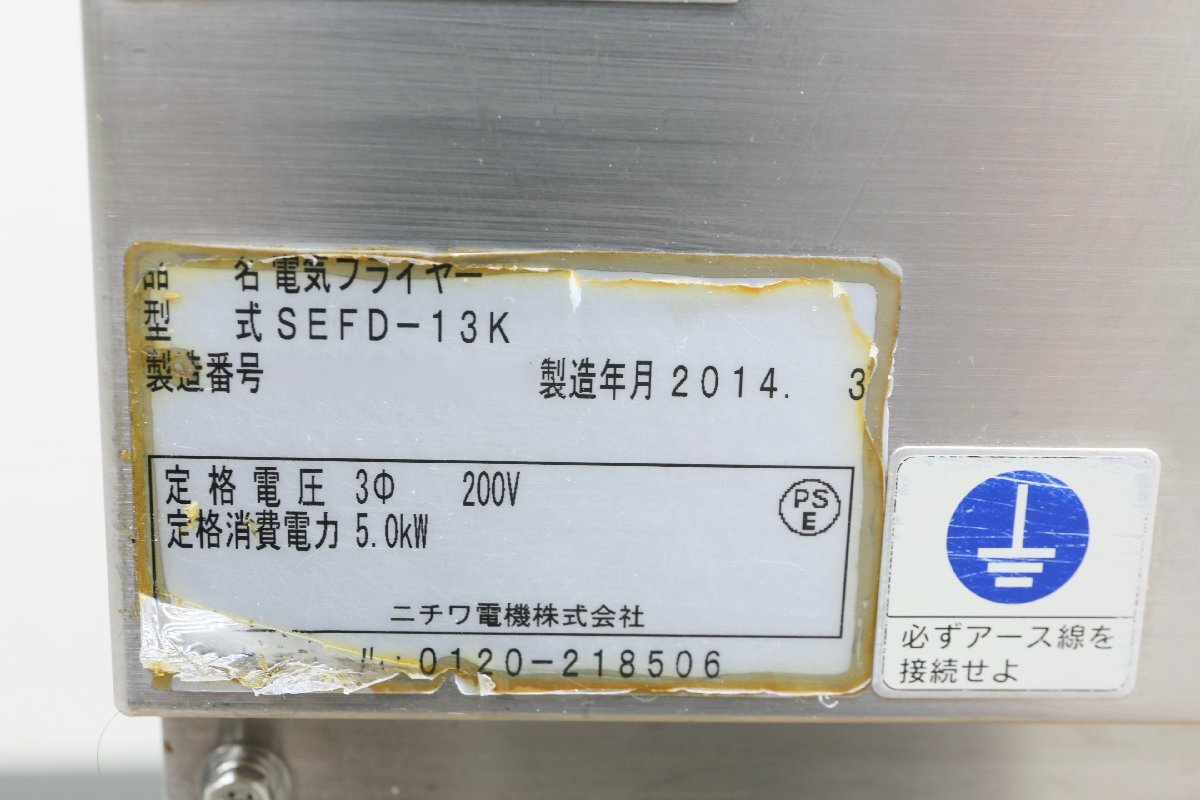 品 名 電気フライヤー
型 式 SEFD-13K
製造番号 製造年月 2014. 3
定格電圧 3Φ 200V
定格消費電力 5.0kW
PS
E
ニチワ電機株式会社
0120-218506
必ずアース線を
接続せよ